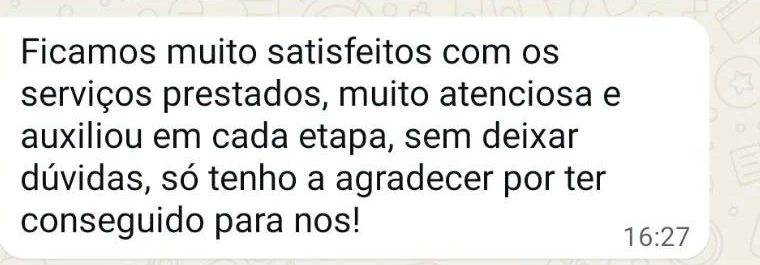 Ficamos muito satisfeitos com os
serviços prestados, muito atenciosa e
auxiliou em cada etapa, sem deixar
dúvidas, só tenho a agradecer por ter
conseguido para nos!
16:27